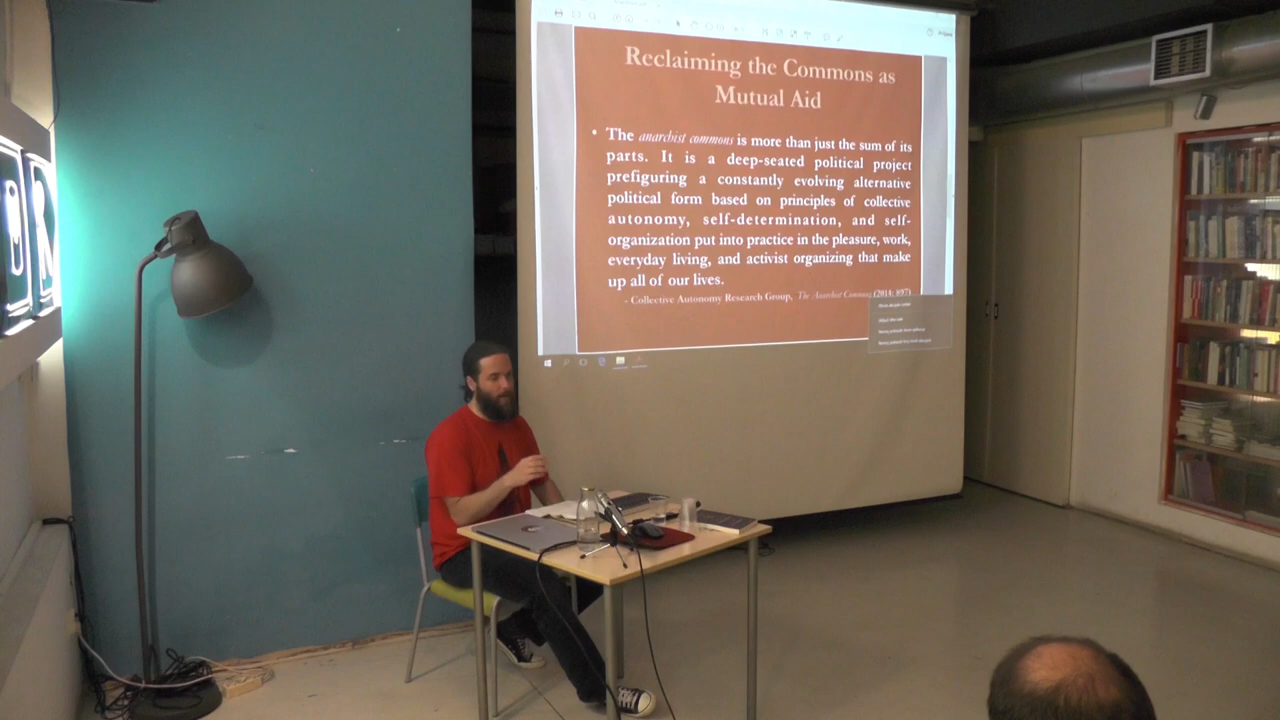 Reclaiming the Commons as
Mutual Aid
• The anarchist commons is more than just the sum of its
parts. It is a deep-seated political project
prefiguring a constantly evolving alternative
political form based on principles of collective
autonomy, self-determination, and self-
organization put into practice in the pleasure, work,
everyday living, and activist organizing that make
up all of our lives.
- Collective Autonomy Research Group, The Anarchist Commons (2014: 897)